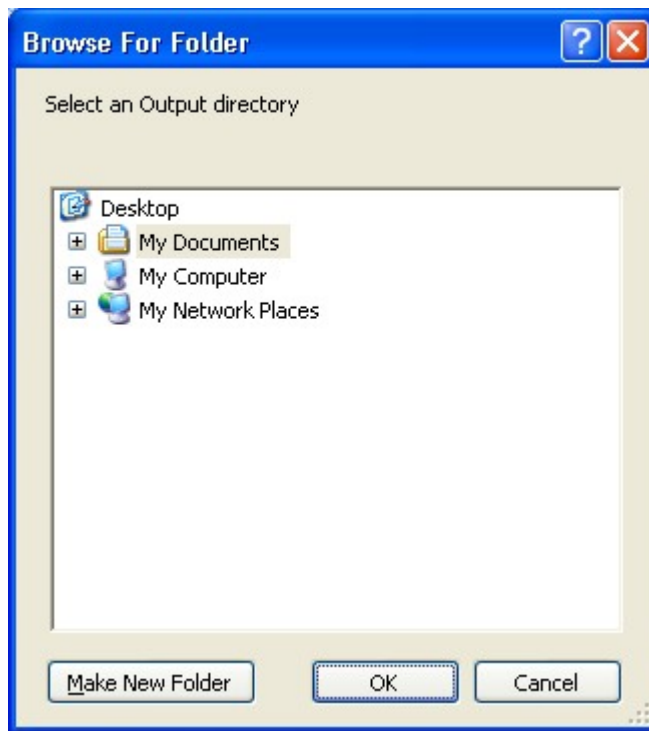 Browse For Folder
Select an Output directory
Desktop
My Documents
My Computer
My Network Places
Make New Folder OK Cancel